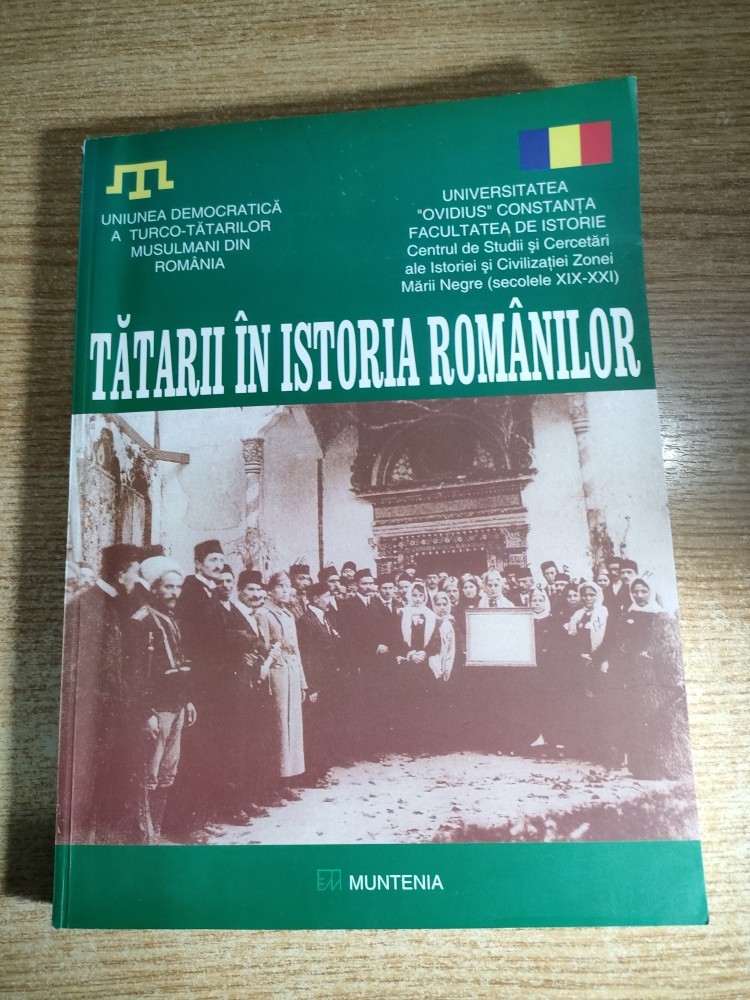 UNIUNEA DEMOCRATICĂ
A TURCO-TĂTARILOR
MUSULMANI DIN
ROMÂNIA
UNIVERSITATEA
"OVIDIUS" CONSTANȚA
FACULTATEA DE ISTORIE
Centrul de Studii și Cercetări
ale Istoriei și Civilizației Zonei
Mării Negre (secolele XIX-XXI)
TĂTARII ÎN ISTORIA ROMÂNILOR
EM MUNTENIA